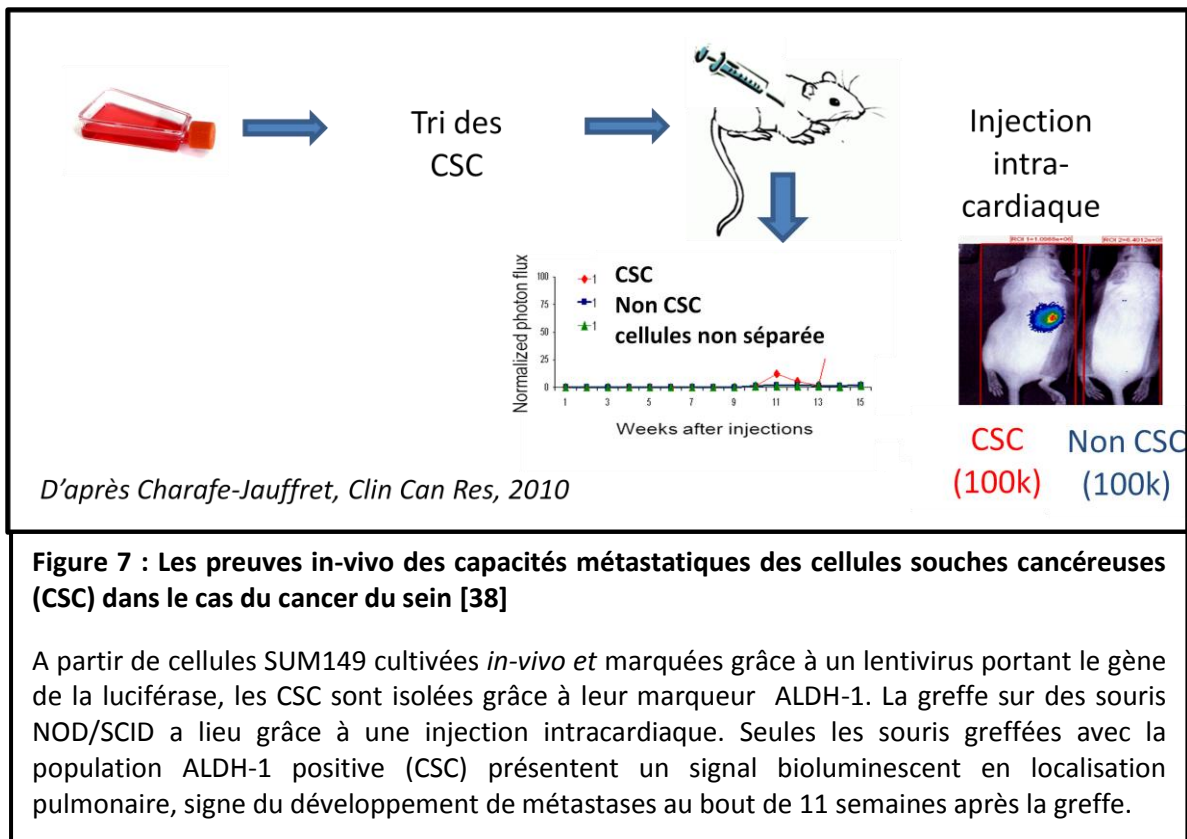 Tri des
CSC
Injection
intra-
cardiaque
Normalized photon flux
100
75
50
25
0
1 CSC
1 Non CSC
1 cellules non séparée
1 3 5 7 9 11 13 15
Weeks after injections
CSC Non CSC
(100k) (100k)
D'après Charafe-Jauffret, Clin Can Res, 2010
Figure 7 : Les preuves in-vivo des capacités métastatiques des cellules souches cancéreuses
(CSC) dans le cas du cancer du sein [38]
A partir de cellules SUM149 cultivées in-vivo et marquées grâce à un lentivirus portant le gène
de la luciférase, les CSC sont isolées grâce à leur marqueur ALDH-1. La greffe sur des souris
NOD/SCID a lieu grâce à une injection intracardiaque. Seules les souris greffées avec la
population ALDH-1 positive (CSC) présentent un signal bioluminescent en localisation
pulmonaire, signe du développement de métastases au bout de 11 semaines après la greffe.